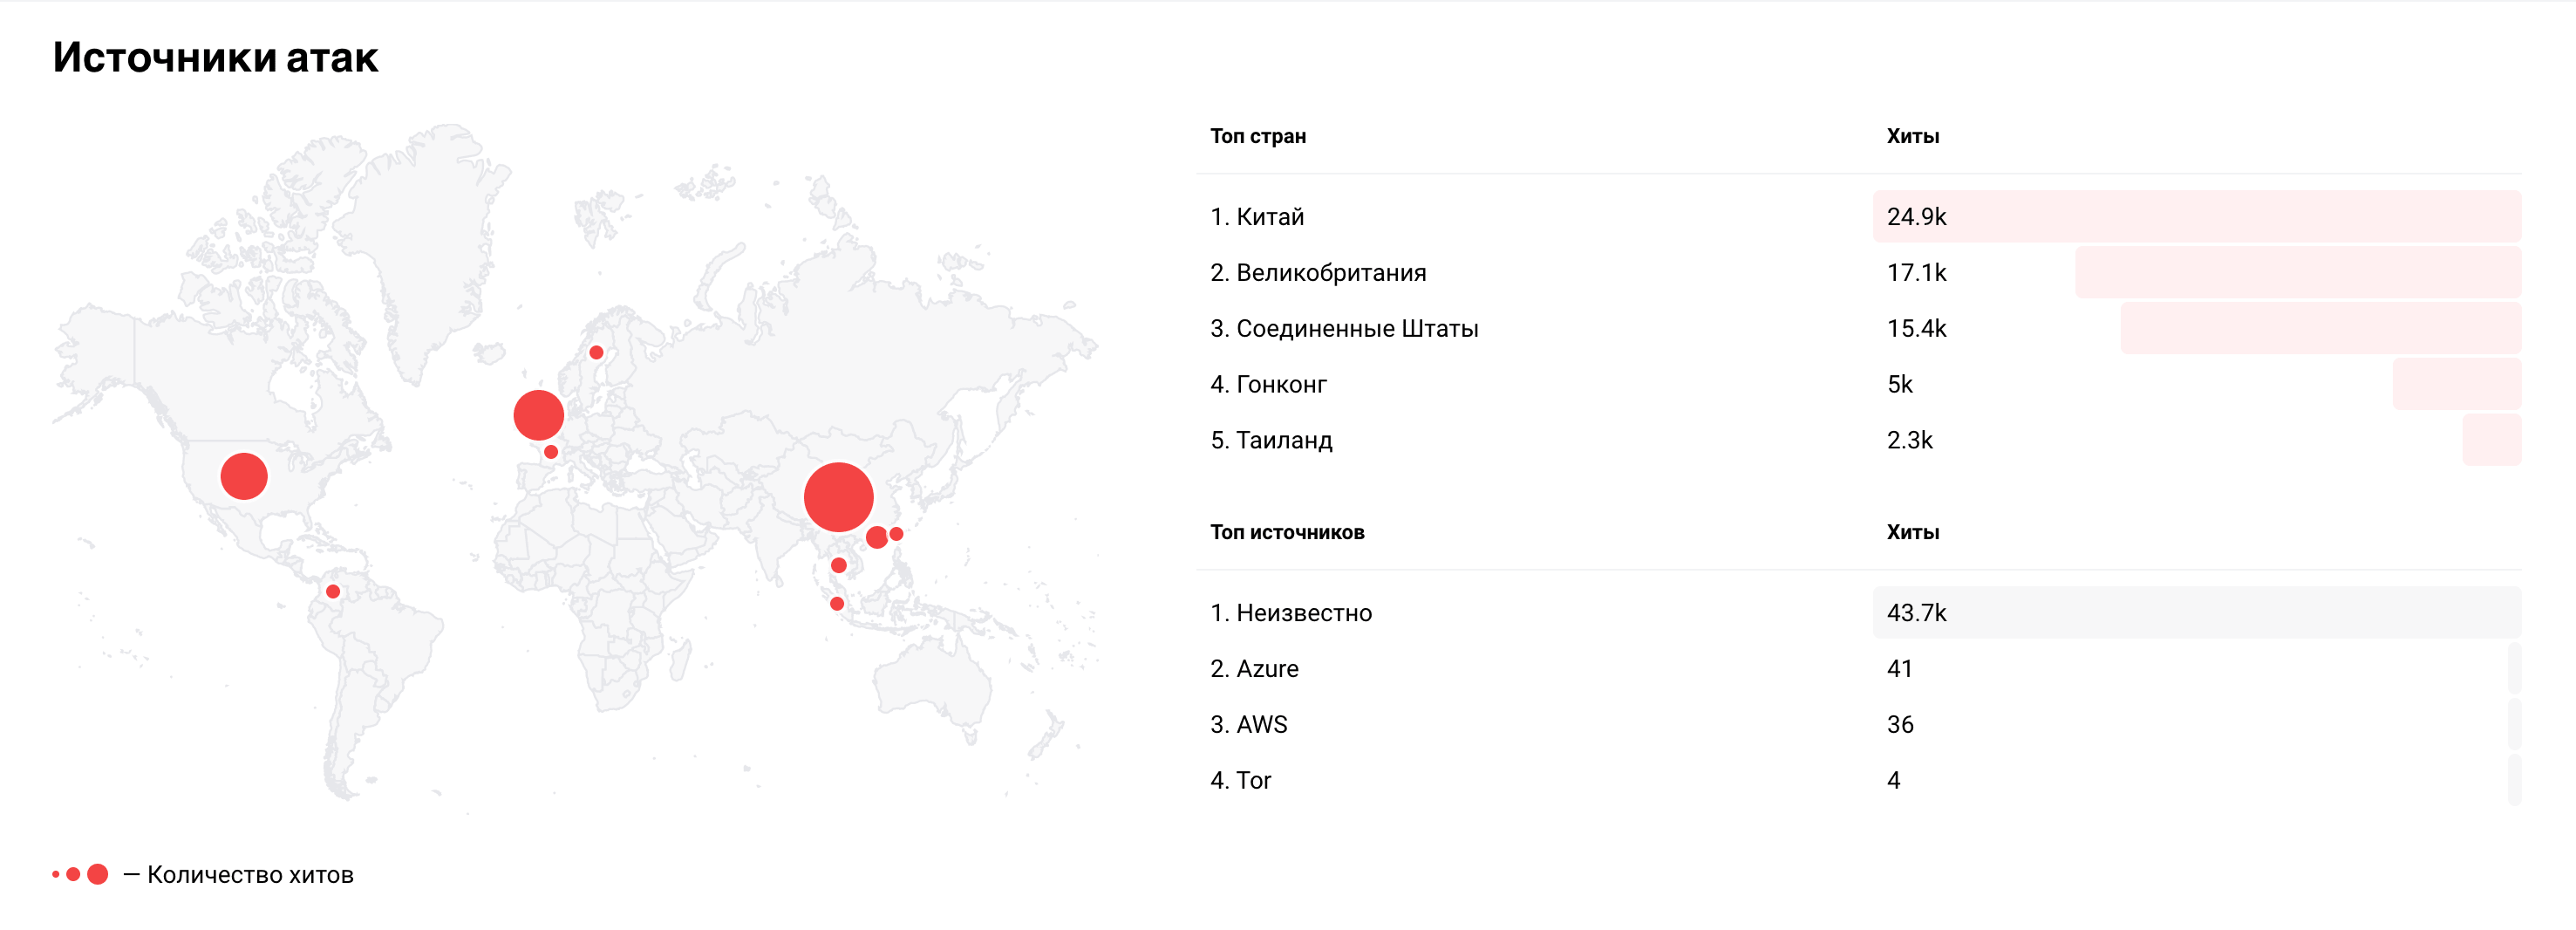 Источники атак
Топ стран Хиты
1. Китай 24.9k
2. Великобритания 17.1k
3. Соединенные Штаты 15.4k
4. Гонконг 5k
5. Таиланд 2.3k
Топ источников Хиты
1. Неизвестно 43.7k
2. Azure 41
3. AWS 36
4. Tor 4
— Количество хитов